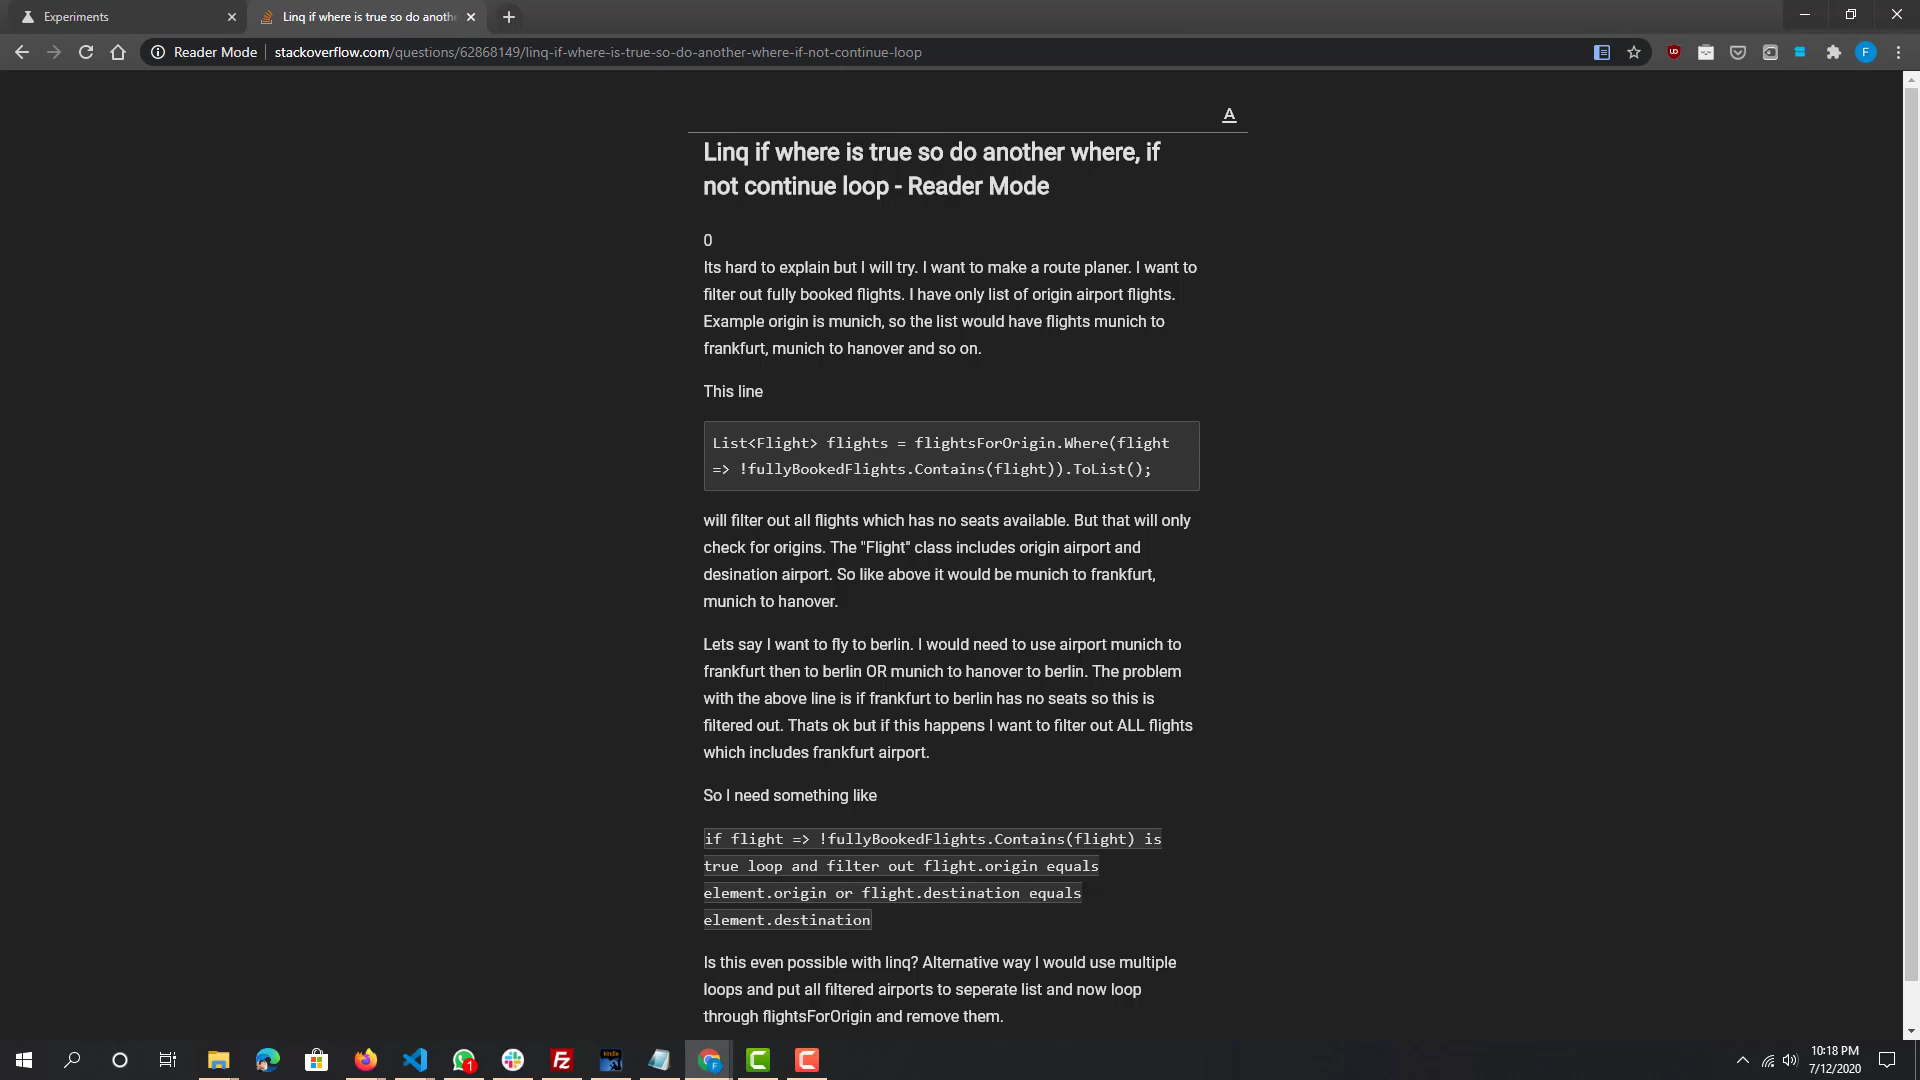 Experiments
Linq if where is true so do anothe
Reader Mode
stackoverflow.com/questions/62868149/linq-if-where-is-true-so-do-another-where-if-not-continue-loop
UD
F
A
Linq if where is true so do another where, if
not continue loop - Reader Mode
0
Its hard to explain but I will try. I want to make a route planer. I want to
filter out fully booked flights. I have only list of origin airport flights.
Example origin is munich, so the list would have flights munich to
frankfurt, munich to hanover and so on.
This line
List<Flight> flights = flightsForOrigin.Where(flight
=> !fullyBookedFlights.Contains(flight)).ToList();
will filter out all flights which has no seats available. But that will only
check for origins. The "Flight" class includes origin airport and
desination airport. So like above it would be munich to frankfurt,
munich to hanover.
Lets say I want to fly to berlin. I would need to use airport munich to
frankfurt then to berlin OR munich to hanover to berlin. The problem
with the above line is if frankfurt to berlin has no seats so this is
filtered out. Thats ok but if this happens I want to filter out ALL flights
which includes frankfurt airport.
So I need something like
if flight => !fullyBookedFlights.Contains(flight) is
true loop and filter out flight.origin equals
element.origin or flight.destination equals
element.destination
Is this even possible with linq? Alternative way I would use multiple
loops and put all filtered airports to seperate list and now loop
through flightsForOrigin and remove them.
1
Fz
kindle
F
C
C
10:18 PM
7/12/2020